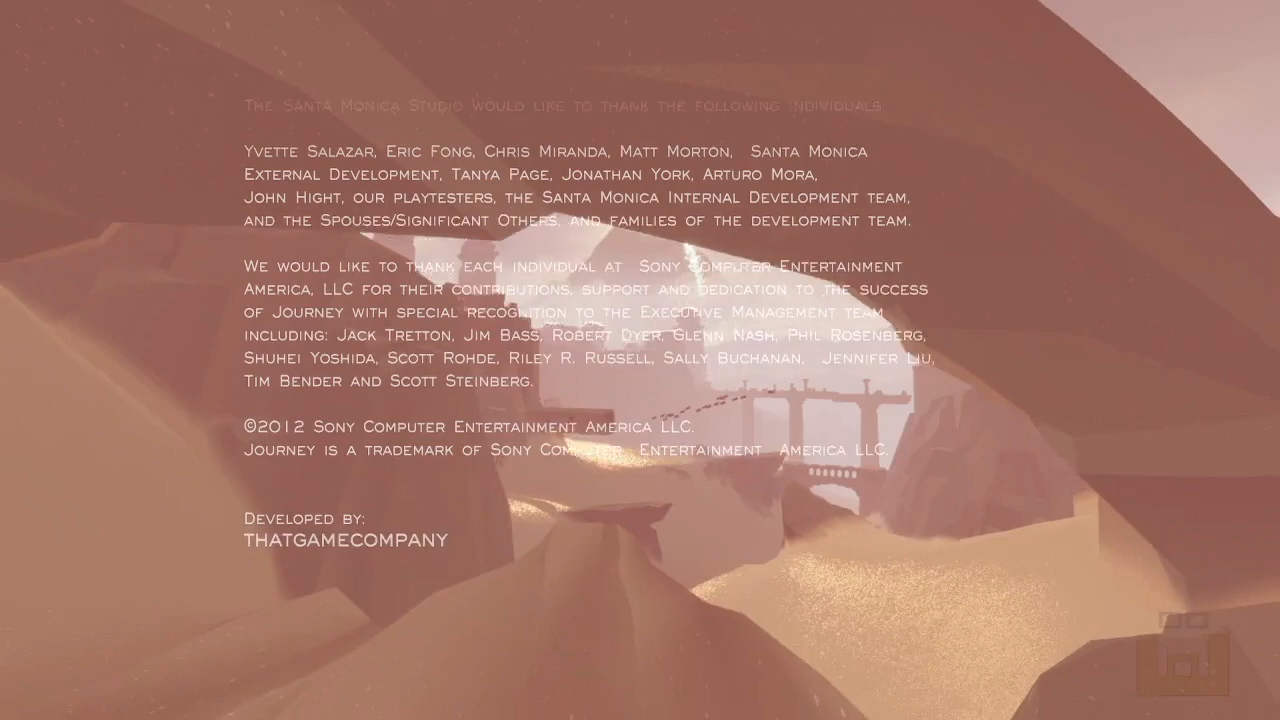 The Santa Monica Studio would like to thank the following individuals
Yvette Salazar, Eric Fong, Chris Miranda, Matt Morton, Santa Monica
External Development, Tanya Page, Jonathan York, Arturo Mora,
John Hight, our playtesters, the Santa Monica Internal Development team,
and the Spouses/Significant Others, and families of the development team.
We would like to thank each individual at Sony Computer Entertainment
America, LLC for their contributions, support and dedication to the success
of Journey with special recognition to the Executive Management team
including: Jack Tretton, Jim Bass, Robert Dyer, Glenn Nash, Phil Rosenberg,
Shuhei Yoshida, Scott Rohde, Riley R. Russell, Sally Buchanan, Jennifer Liu,
Tim Bender and Scott Steinberg.
©2012 Sony Computer Entertainment America LLC.
Journey is a trademark of Sony Computer Entertainment America LLC.
Developed by:
THATGAMECOMPANY